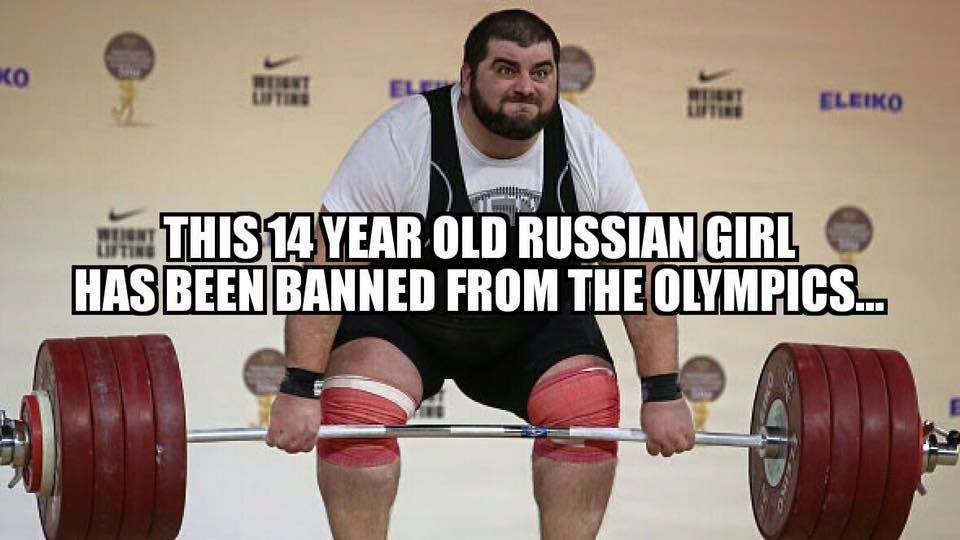 KO
WEIGHT
LIFTING
ELEIKO
WEIGHT
LIFTING
ELEIKO
WEIGHT
LIFTING
THIS 14 YEAR OLD RUSSIAN GIRL
HAS BEEN BANNED FROM THE OLYMPICS...
E